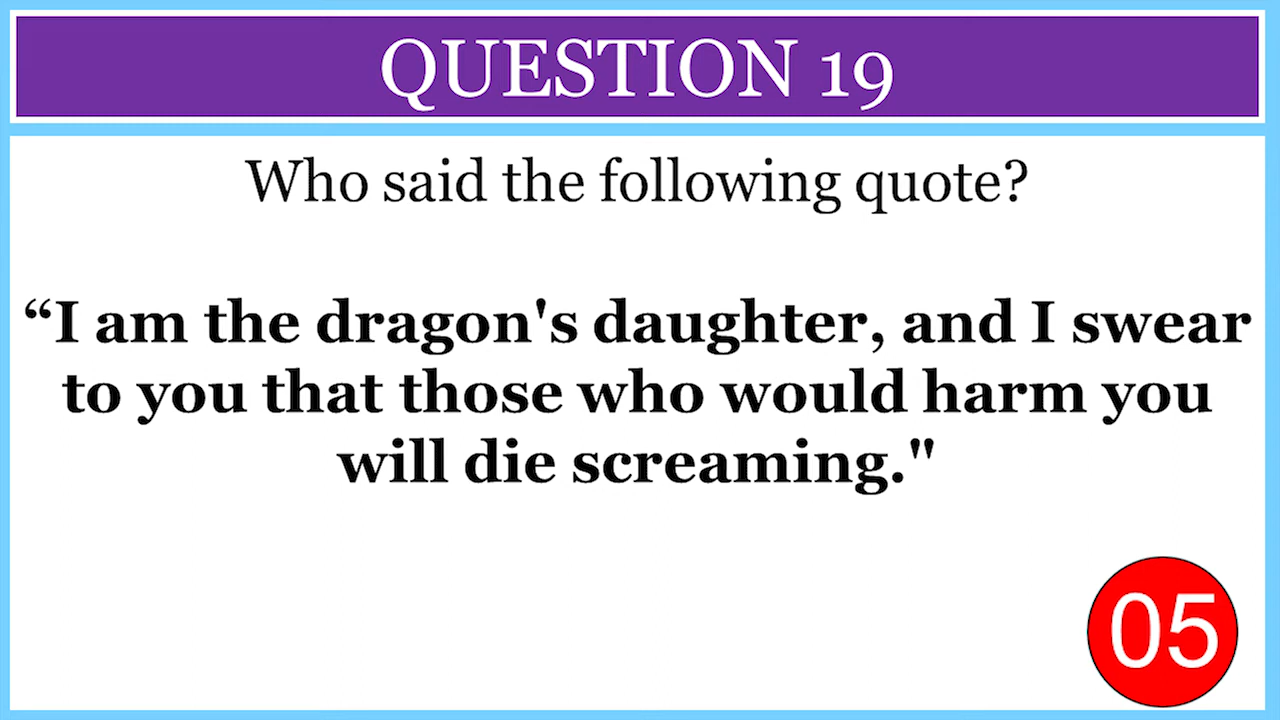 QUESTION 19
Who said the following quote?
“I am the dragon's daughter, and I swear
to you that those who would harm you
will die screaming."
05